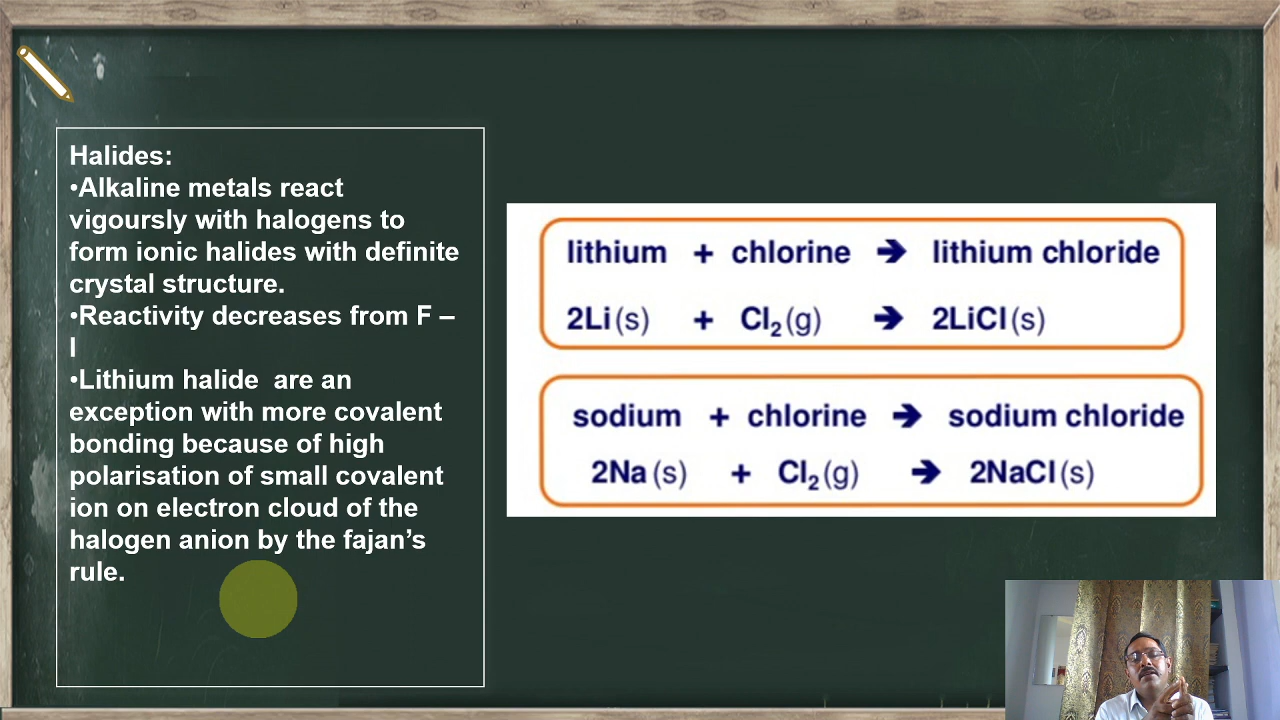 Halides:
•Alkaline metals react
vigoursly with halogens to
form ionic halides with definite
crystal structure.
•Reactivity decreases from F –
I
•Lithium halide  are an
exception with more covalent
bonding because of high
polarisation of small covalent
ion on electron cloud of the
halogen anion by the fajan’s
rule.
lithium + chlorine ➔ lithium chloride
2Li (s) + Cl₂ (g) ➔ 2LiCl (s)
sodium + chlorine ➔ sodium chloride
2Na (s) + Cl₂ (g) ➔ 2NaCl (s)